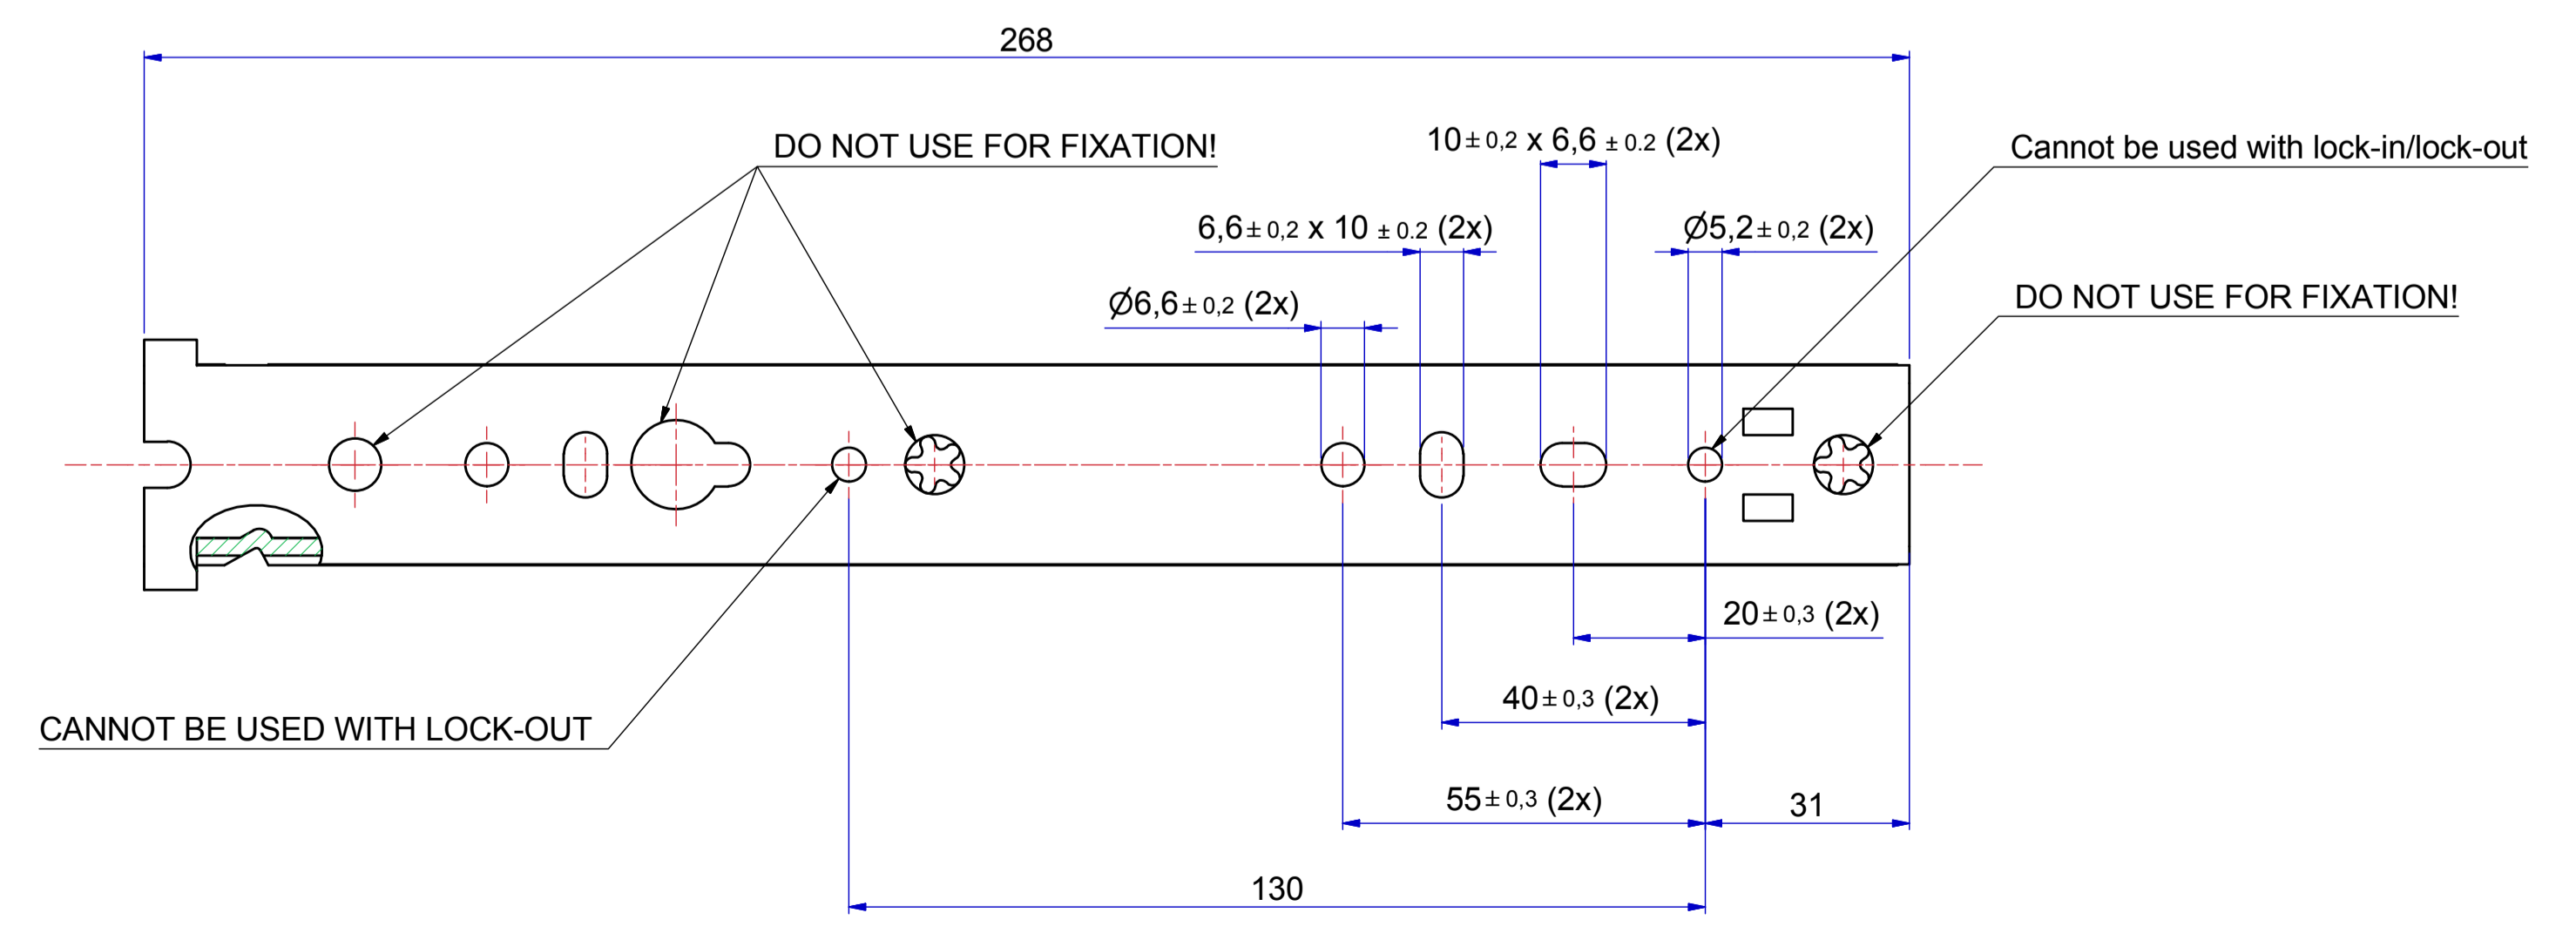 268
DO NOT USE FOR FIXATION!
10±0,2 x 6,6 ±0.2 (2x)
Cannot be used with lock-in/lock-out
6,6±0,2 x 10 ±0.2 (2x)
Ø5,2±0,2 (2x)
Ø6,6±0,2 (2x)
DO NOT USE FOR FIXATION!
20±0,3 (2x)
40±0,3 (2x)
CANNOT BE USED WITH LOCK-OUT
55±0,3 (2x)
31
130